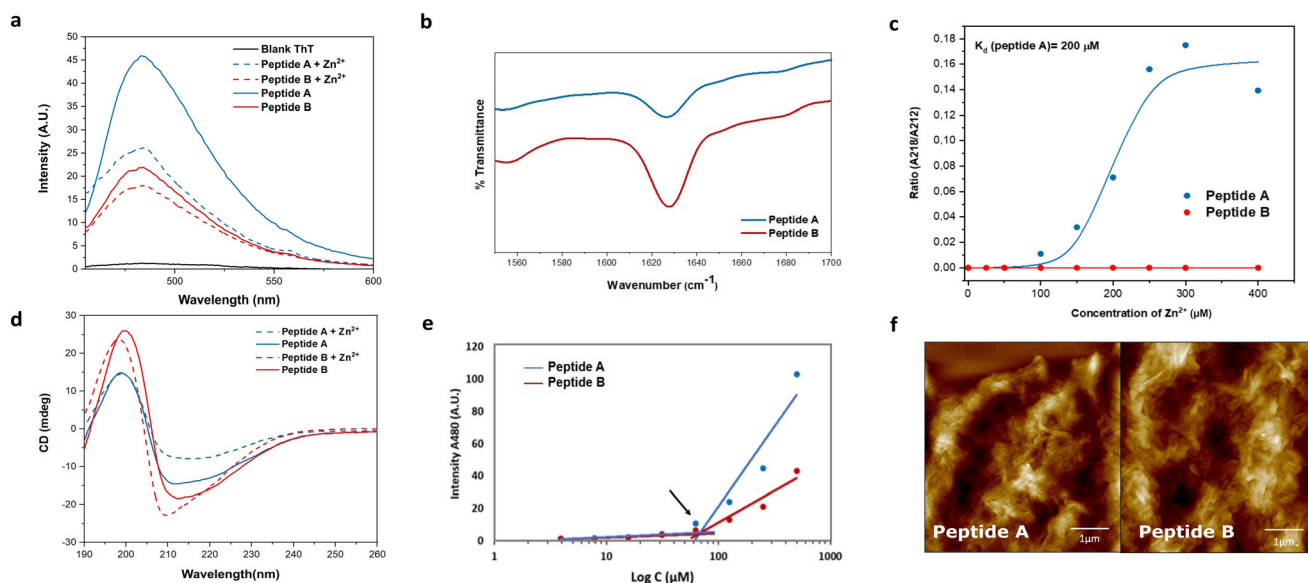 a
Intensity (A.U.)
50
45
40
35
30
25
20
15
10
5
0
Blank ThT
Peptide A + Zn²⁺
Peptide B + Zn²⁺
Peptide A
Peptide B
500
550
600
Wavelength (nm)
b
% Transmittance
Peptide A
Peptide B
1560
1580
1600
1620
1640
1660
1680
1700
Wavenumber (cm⁻¹)
c
Ratio (A218/A212)
0,18
0,16
0,14
0,12
0,10
0,08
0,06
0,04
0,02
0,00
K_d (peptide A)= 200 µM
Peptide A
Peptide B
0
100
150
200
250
300
350
400
Concentration of Zn²⁺ (µM)
d
CD (mdeg)
30
20
10
0
-10
-20
-30
Peptide A + Zn²⁺
Peptide A
Peptide B + Zn²⁺
Peptide B
190
200
210
220
230
240
250
260
Wavelength(nm)
e
Intensity A480 (A.U.)
120
100
80
60
40
20
0
Peptide A
Peptide B
1
10
100
1000
Log C (µM)
f
Peptide A
1µm
Peptide B
1µm